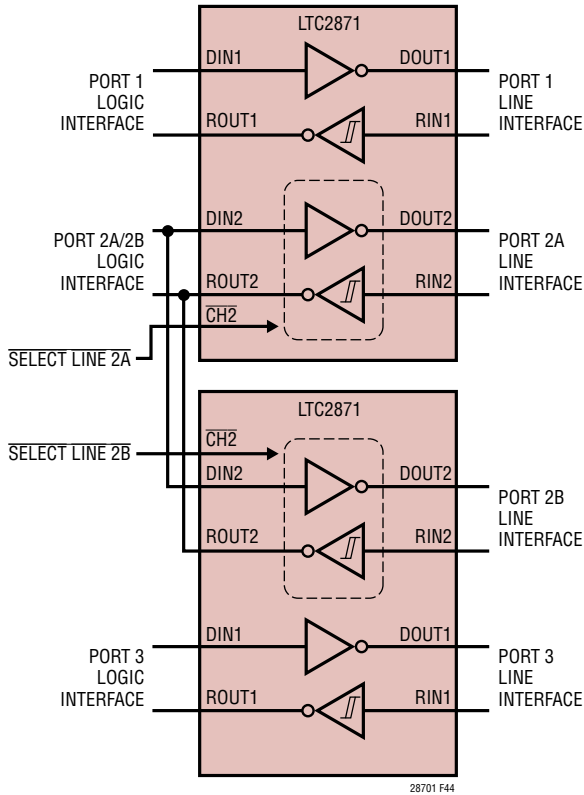 LTC2871
DIN1
DOUT1
PORT 1
LOGIC
INTERFACE
PORT 1
LINE
INTERFACE
ROUT1
RIN1
DIN2
DOUT2
PORT 2A/2B
LOGIC
INTERFACE
PORT 2A
LINE
INTERFACE
ROUT2
RIN2
CH2
SELECT LINE 2A
LTC2871
CH2
SELECT LINE 2B
DIN2
DOUT2
PORT 2B
LINE
INTERFACE
ROUT2
RIN2
DIN1
DOUT1
PORT 3
LOGIC
INTERFACE
PORT 3
LINE
INTERFACE
ROUT1
RIN1
28701 F44